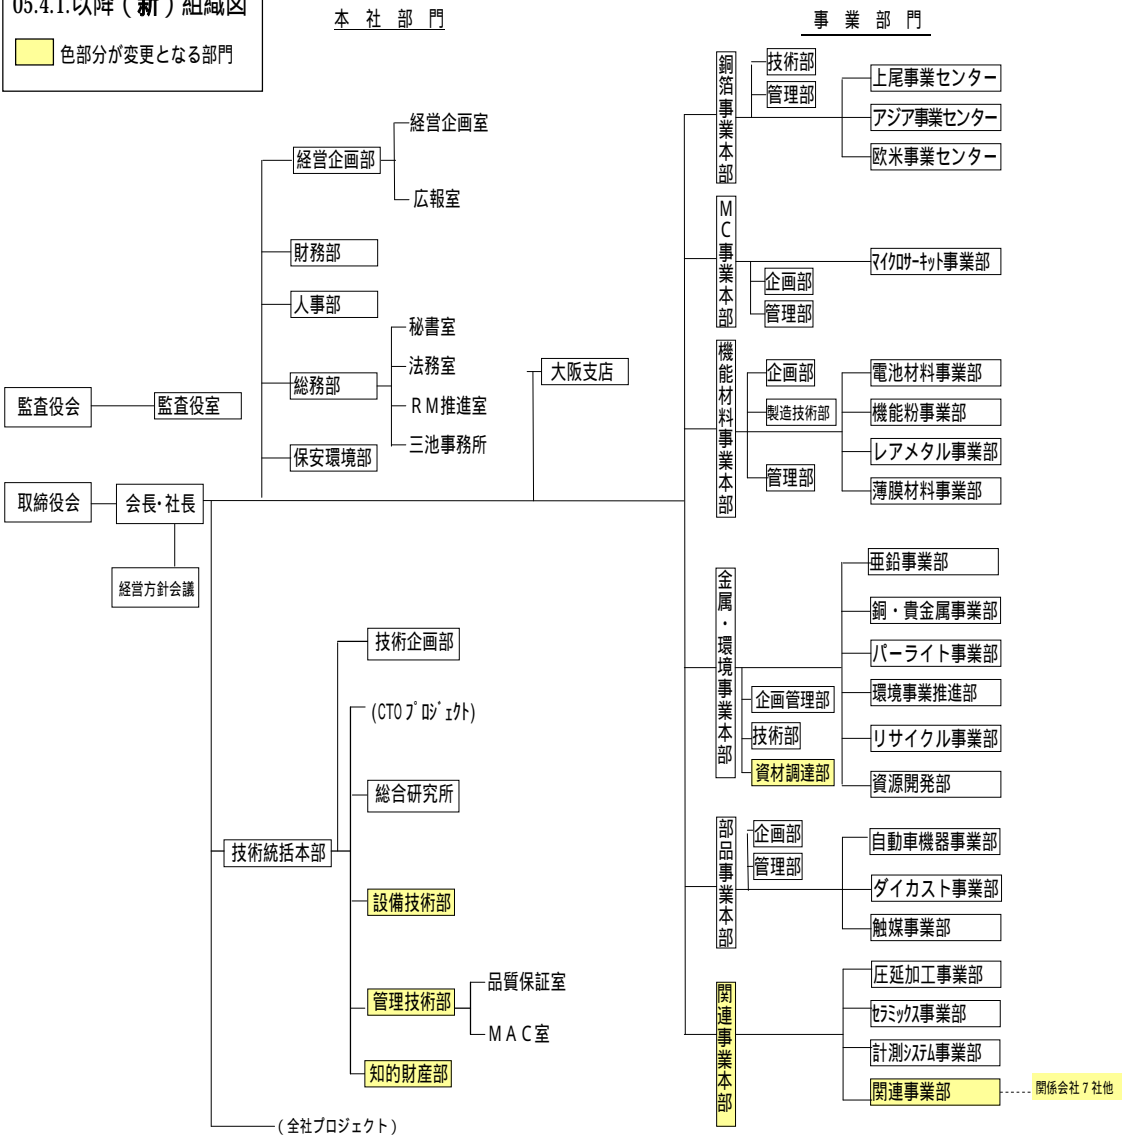 05.4.1.以降（新）組織図
色部分が変更となる部門
本社部門
経営企画部
経営企画室
広報室
財務部
人事部
総務部
秘書室
法務室
ＲＭ推進室
三池事務所
保安環境部
大阪支店
監査役会
監査役室
取締役会
会長・社長
経営方針会議
技術統括本部
技術企画部
(CTOプロジェクト)
総合研究所
設備技術部
管理技術部
品質保証室
ＭＡＣ室
知的財産部
(全社プロジェクト)
事業部門
銅箔事業本部
技術部
管理部
上尾事業センター
アジア事業センター
欧米事業センター
ＭＣ事業本部
企画部
管理部
マイクロサーキット事業部
機能材料事業本部
企画部
製造技術部
管理部
電池材料事業部
機能粉事業部
レアメタル事業部
薄膜材料事業部
金属・環境事業本部
企画管理部
技術部
資材調達部
亜鉛事業部
銅・貴金属事業部
パーライト事業部
環境事業推進部
リサイクル事業部
資源開発部
部品事業本部
企画部
管理部
自動車機器事業部
ダイカスト事業部
触媒事業部
関連事業本部
圧延加工事業部
セラミックス事業部
計測システム事業部
関連事業部
関係会社７社他